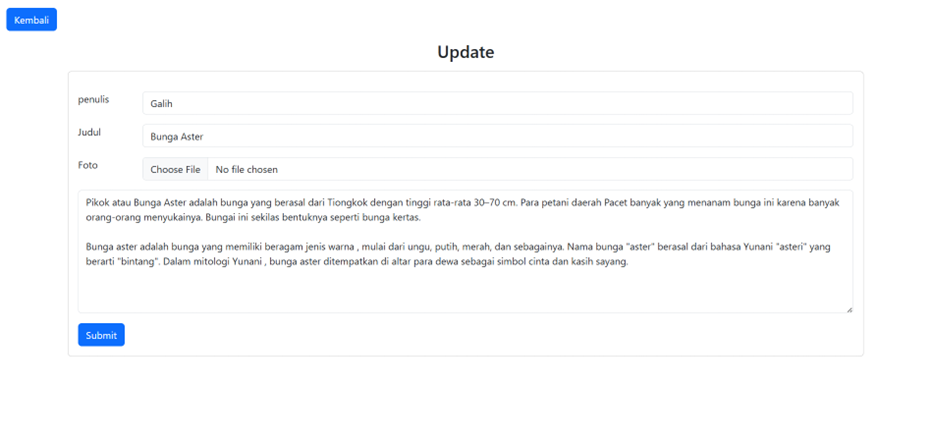 Kembali
Update
penulis Galih
Judul Bunga Aster
Foto Choose File No file chosen
Pikok atau Bunga Aster adalah bunga yang berasal dari Tiongkok dengan tinggi rata-rata 30–70 cm. Para petani daerah Pacet banyak yang menanam bunga ini karena banyak
orang-orang menyukainya. Bungai ini sekilas bentuknya seperti bunga kertas.
Bunga aster adalah bunga yang memiliki beragam jenis warna , mulai dari ungu, putih, merah, dan sebagainya. Nama bunga "aster" berasal dari bahasa Yunani "asteri" yang
berarti "bintang". Dalam mitologi Yunani , bunga aster ditempatkan di altar para dewa sebagai simbol cinta dan kasih sayang.
Submit